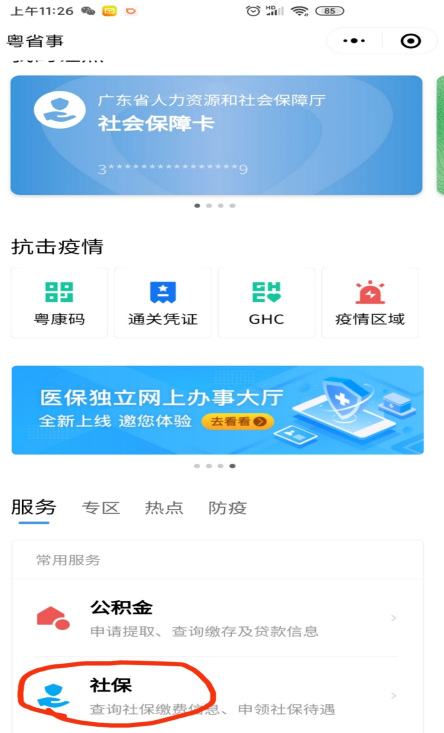 上午11:26
HD
85
粤省事
广东省人力资源和社会保障厅
社会保障卡
3****************9
抗击疫情
粤康码
通关凭证
GHC
疫情区域
医保独立网上办事大厅
全新上线 邀您体验 去看看
服务 专区 热点 防疫
常用服务
公积金
申请提取、查询缴存及贷款信息
社保
查询社保缴费信息、申领社保待遇